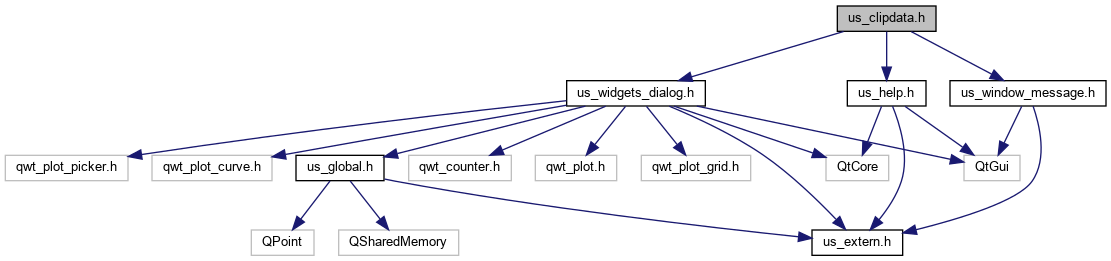 us_clipdata.h
us_widgets_dialog.h
us_help.h
us_window_message.h
qwt_plot_picker.h
qwt_plot_curve.h
us_global.h
qwt_counter.h
qwt_plot.h
qwt_plot_grid.h
QtCore
QtGui
QPoint
QSharedMemory
us_extern.h